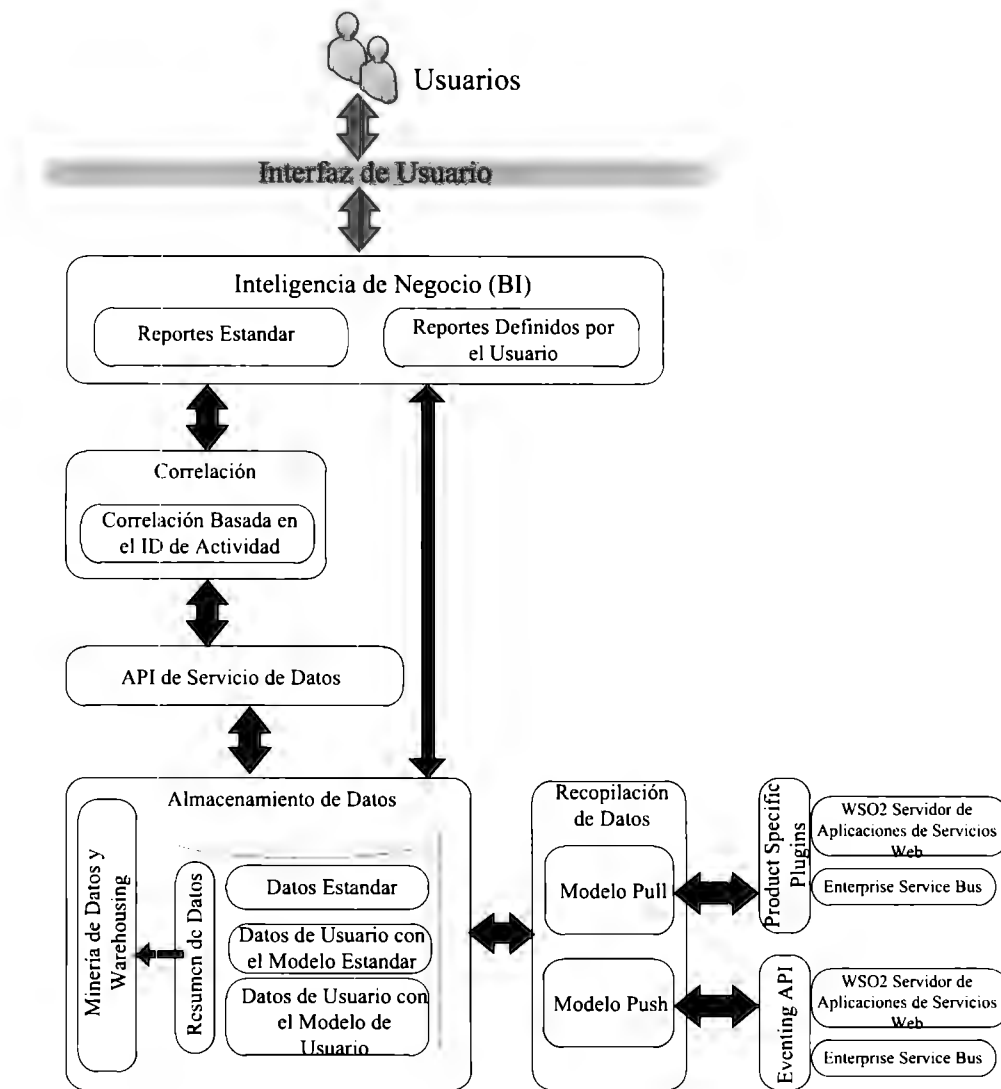 Usuarios
Interfaz de Usuario
Inteligencia de Negocio (BI)
Reportes Estandar
Reportes Definidos por
el Usuario
Correlación
Correlación Basada en
el ID de Actividad
API de Servicio de Datos
Almacenamiento de Datos
Minería de Datos y
Warehousing
Resumen de Datos
Datos Estandar
Datos de Usuario con
el Modelo Estandar
Datos de Usuario con
el Modelo de
Usuario
Recopilación
de Datos
Modelo Pull
Modelo Push
Product Specific
Plugins
WSO2 Servidor de
Aplicaciones de Servicios
Web
Enterprise Service Bus
Eventing API
WSO2 Servidor de
Aplicaciones de Servicios
Web
Enterprise Service Bus